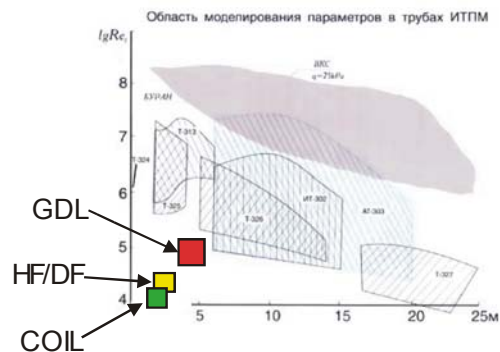 Область моделирования параметров в трубах ИТПМ
lgRe
ВКС
БУРАН
8
7
6
5
4
Т-313
Т-324
Т-325
Т-326
ИТ-302
АТ-303
Т-327
GDL
HF/DF
COIL
5
10
15
20
25м